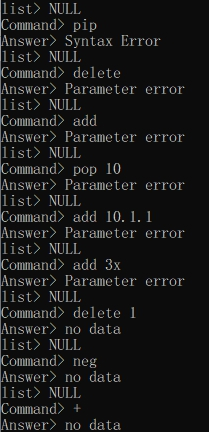 list> NULL
Command> pip
Answer> Syntax Error
list> NULL
Command> delete
Answer> Parameter error
list> NULL
Command> add
Answer> Parameter error
list> NULL
Command> pop 10
Answer> Parameter error
list> NULL
Command> add 10.1.1
Answer> Parameter error
list> NULL
Command> add 3x
Answer> Parameter error
list> NULL
Command> delete 1
Answer> no data
list> NULL
Command> neg
Answer> no data
list> NULL
Command> +
Answer> no data